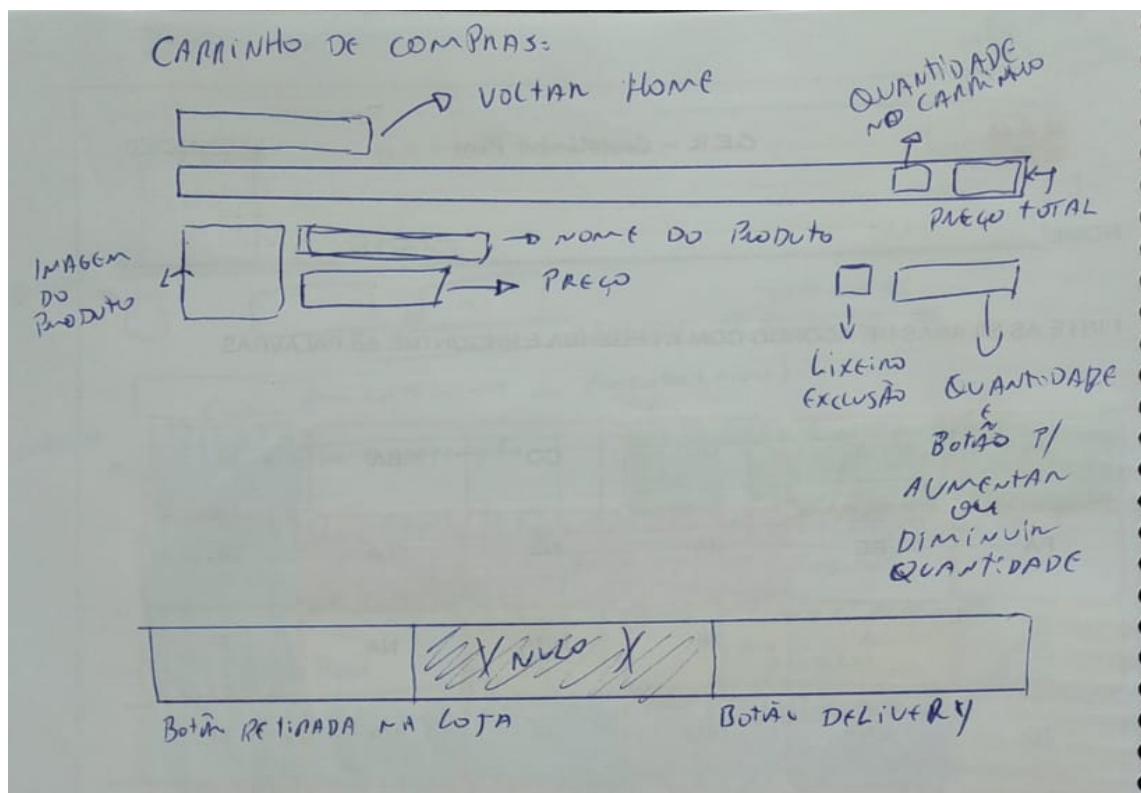 CARRINHO DE COMPRAS:
VOLTAR HOME
QUANTIDADE
NO CARRINHO
PREÇO TOTAL
IMAGEM
DO
PRODUTO
NOME DO PRODUTO
PREÇO
LIXEIRO
EXCLUSÃO
QUANTIDADE
E
BOTÃO P/
AUMENTAR
OU
DIMINUIR
QUANTIDADE
X NULO X
BOTÃO RETIRADA NA LOJA
BOTÃO DELIVERY